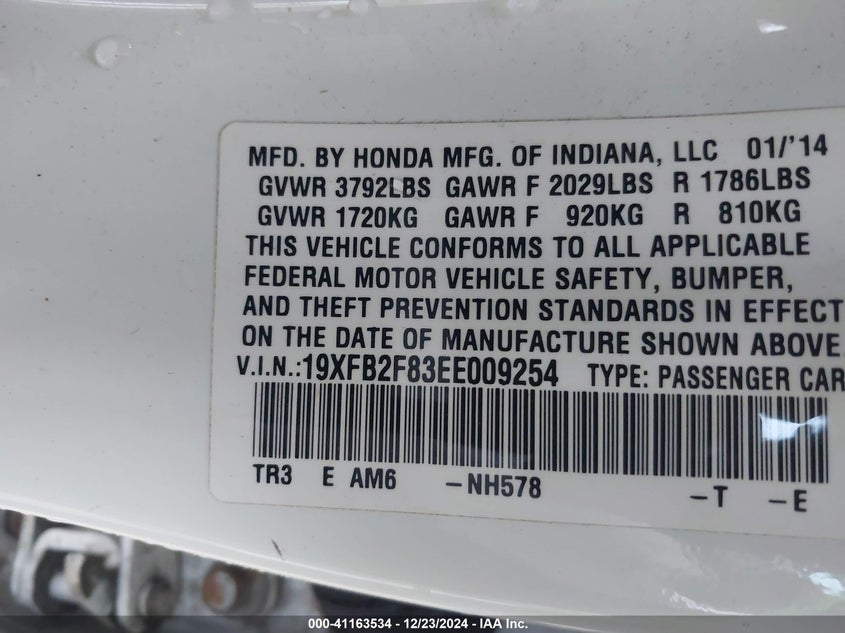 MFD. BY HONDA MFG. OF INDIANA, LLC 01/'14
GVWR 3792LBS GAWR F 2029LBS R 1786LBS
GVWR 1720KG GAWR F 920KG R 810KG
THIS VEHICLE CONFORMS TO ALL APPLICABLE
FEDERAL MOTOR VEHICLE SAFETY, BUMPER,
AND THEFT PREVENTION STANDARDS IN EFFECT
ON THE DATE OF MANUFACTURE SHOWN ABOVE.
V.I.N.:19XFB2F83EE009254 TYPE: PASSENGER CAR
TR3 E AM6 -NH578 -T -E
000-41163534 - 12/23/2024 - IAA Inc.